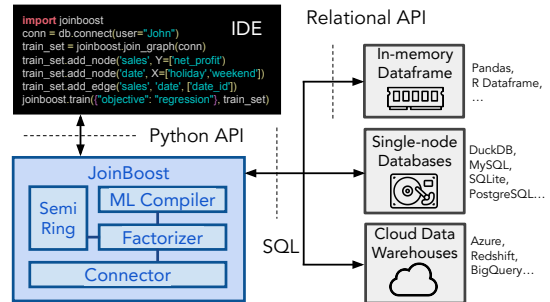 import joinboost
conn = db.connect(user="John")
train_set = joinboost.join_graph(conn)
train_set.add_node('sales', Y=['net_profit')
train_set.add_node('date', X=['holiday','weekend'])
train_set.add_edge('sales', 'date', ['date_id'])
joinboost.train({"objective": "regression"}, train_set)
IDE
Relational API
In-memory
Dataframe
Pandas,
R Dataframe,
...
Python API
JoinBoost
Semi
Ring
ML Compiler
Factorizer
Connector
SQL
Single-node
Databases
DuckDB,
MySQL,
SQLite,
PostgreSQL...
Cloud Data
Warehouses
Azure,
Redshift,
BigQuery...